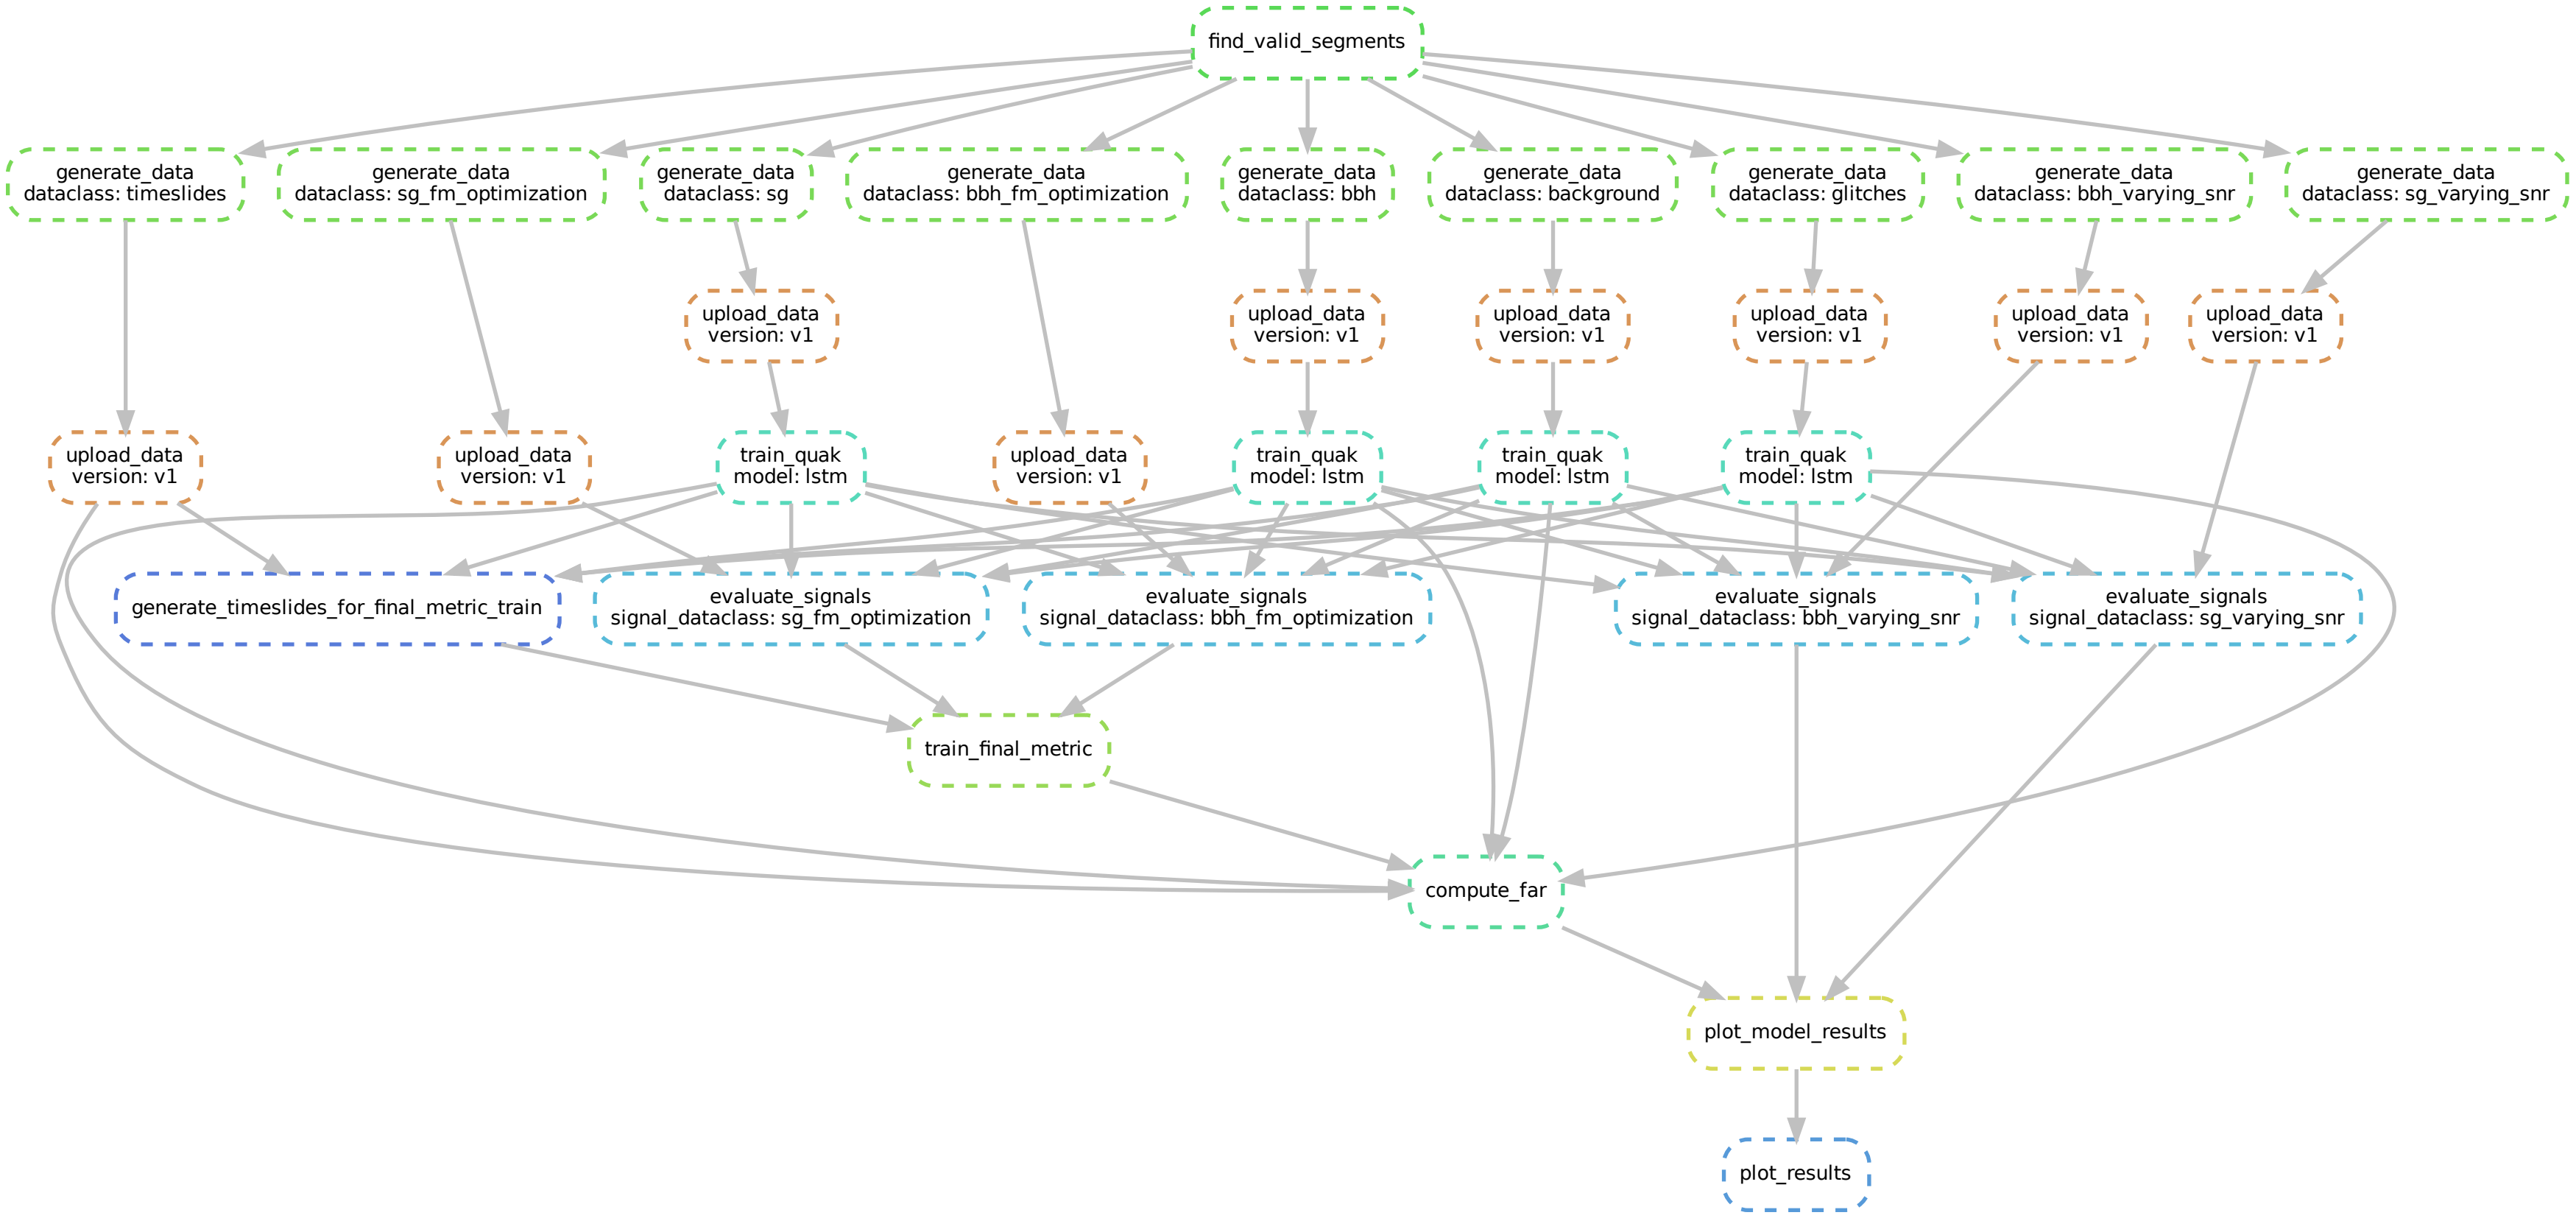 find_valid_segments
generate_data
dataclass: timeslides
generate_data
dataclass: sg_fm_optimization
generate_data
dataclass: sg
generate_data
dataclass: bbh_fm_optimization
generate_data
dataclass: bbh
generate_data
dataclass: background
generate_data
dataclass: glitches
generate_data
dataclass: bbh_varying_snr
generate_data
dataclass: sg_varying_snr
upload_data
version: v1
upload_data
version: v1
upload_data
version: v1
upload_data
version: v1
upload_data
version: v1
upload_data
version: v1
upload_data
version: v1
upload_data
version: v1
train_quak
model: lstm
upload_data
version: v1
train_quak
model: lstm
train_quak
model: lstm
train_quak
model: lstm
generate_timeslides_for_final_metric_train
evaluate_signals
signal_dataclass: sg_fm_optimization
evaluate_signals
signal_dataclass: bbh_fm_optimization
evaluate_signals
signal_dataclass: bbh_varying_snr
evaluate_signals
signal_dataclass: sg_varying_snr
train_final_metric
compute_far
plot_model_results
plot_results